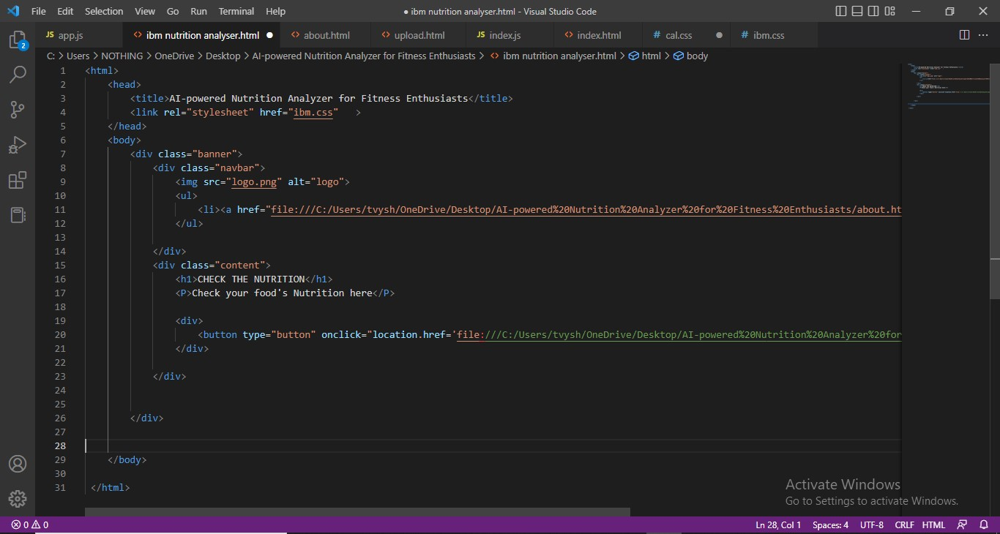 File Edit Selection View Go Run Terminal Help ● ibm nutrition analyser.html - Visual Studio Code
JS app.js <> ibm nutrition analyser.html ● <> about.html <> upload.html JS index.js <> index.html # cal.css ● # ibm.css
C: > Users > NOTHING > OneDrive > Desktop > AI-powered Nutrition Analyzer for Fitness Enthusiasts > <> ibm nutrition analyser.html > html > body
2
1 <html>
2 <head>
3 <title>AI-powered Nutrition Analyzer for Fitness Enthusiasts</title>
4 <link rel="stylesheet" href="ibm.css" >
5 </head>
6 <body>
7 <div class="banner">
8 <div class="navbar">
9 <img src="logo.png" alt="logo">
10 <ul>
11 <li><a href="file:///C:/Users/tvysh/OneDrive/Desktop/AI-powered%20Nutrition%20Analyzer%20for%20Fitness%20Enthusiasts/about.ht
12 </ul>
13
14 </div>
15 <div class="content">
16 <h1>CHECK THE NUTRITION</h1>
17 <P>Check your food's Nutrition here</P>
18
19 <div>
20 <button type="button" onclick="location.href='file:///C:/Users/tvysh/OneDrive/Desktop/AI-powered%20Nutrition%20Analyzer%20for
21 </div>
22
23 </div>
24
25
26 </div>
27
28
29 </body>
30
31 </html>
Activate Windows
Go to Settings to activate Windows.
0 0 Ln 28, Col 1 Spaces: 4 UTF-8 CRLF HTML